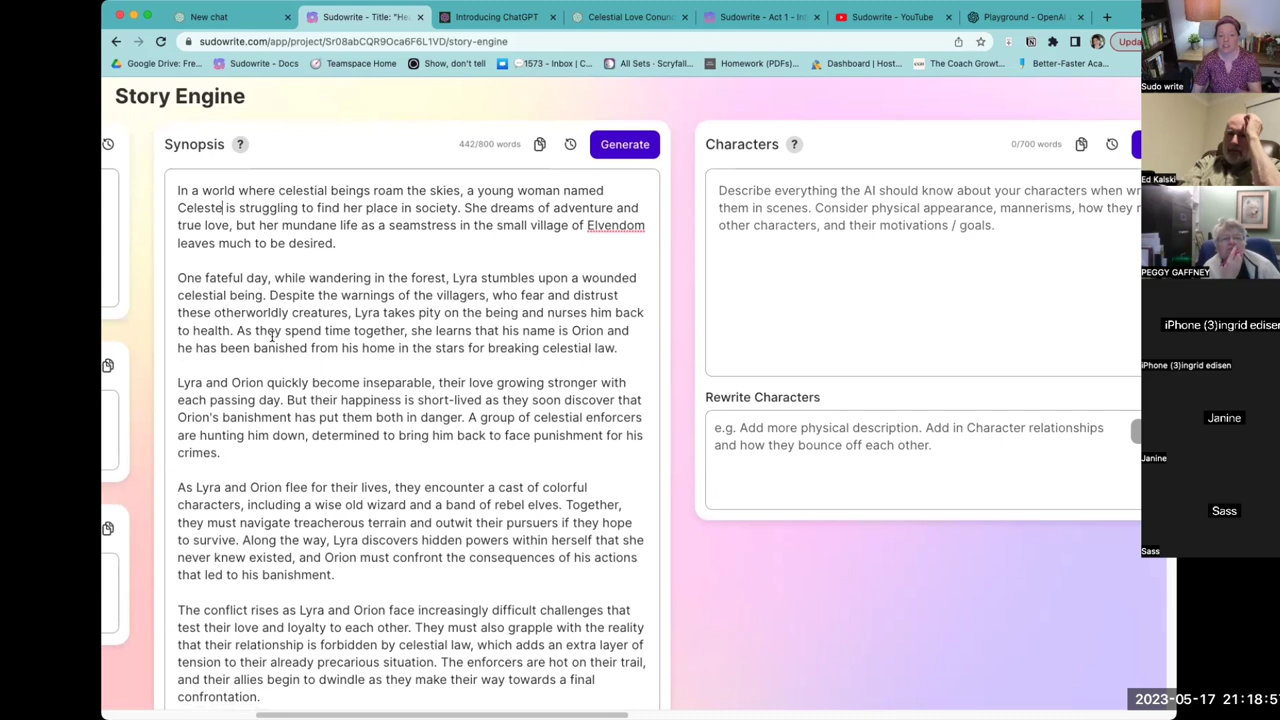 New chat
Sudowrite - Title: "He
Introducing ChatGPT
Celestial Love Conun
Sudowrite - Act 1 - In
Sudowrite - YouTube
Playground - OpenAI
sudowrite.com/app/project/Sr08abCQR9Oca6F6L1VD/story-engine
Upda
Google Drive: Fre...
Sudowrite - Docs
Teamspace Home
Show, don't tell
-1573 - Inbox | C...
All Sets · Scryfall...
Homework (PDFs)...
Dashboard | Host...
The Coach Growt...
Better-Faster Aca...
Sudo write
Story Engine
Synopsis ?
442/800 words
Generate
In a world where celestial beings roam the skies, a young woman named
Celeste is struggling to find her place in society. She dreams of adventure and
true love, but her mundane life as a seamstress in the small village of Elvendom
leaves much to be desired.
One fateful day, while wandering in the forest, Lyra stumbles upon a wounded
celestial being. Despite the warnings of the villagers, who fear and distrust
these otherworldly creatures, Lyra takes pity on the being and nurses him back
to health. As they spend time together, she learns that his name is Orion and
he has been banished from his home in the stars for breaking celestial law.
Lyra and Orion quickly become inseparable, their love growing stronger with
each passing day. But their happiness is short-lived as they soon discover that
Orion's banishment has put them both in danger. A group of celestial enforcers
are hunting him down, determined to bring him back to face punishment for his
crimes.
As Lyra and Orion flee for their lives, they encounter a cast of colorful
characters, including a wise old wizard and a band of rebel elves. Together,
they must navigate treacherous terrain and outwit their pursuers if they hope
to survive. Along the way, Lyra discovers hidden powers within herself that she
never knew existed, and Orion must confront the consequences of his actions
that led to his banishment.
The conflict rises as Lyra and Orion face increasingly difficult challenges that
test their love and loyalty to each other. They must also grapple with the reality
that their relationship is forbidden by celestial law, which adds an extra layer of
tension to their already precarious situation. The enforcers are hot on their trail,
and their allies begin to dwindle as they make their way towards a final
confrontation.
Characters ?
0/700 words
Describe everything the AI should know about your characters when wr
them in scenes. Consider physical appearance, mannerisms, how they r
other characters, and their motivations / goals.
Rewrite Characters
e.g. Add more physical description. Add in Character relationships
and how they bounce off each other.
Ed Kalski
PEGGY GAFFNEY
iPhone (3)ingrid edisen
iPhone (3)ingrid edisen
Janine
Janine
Sass
Sass
2023-05-17 21:18:57